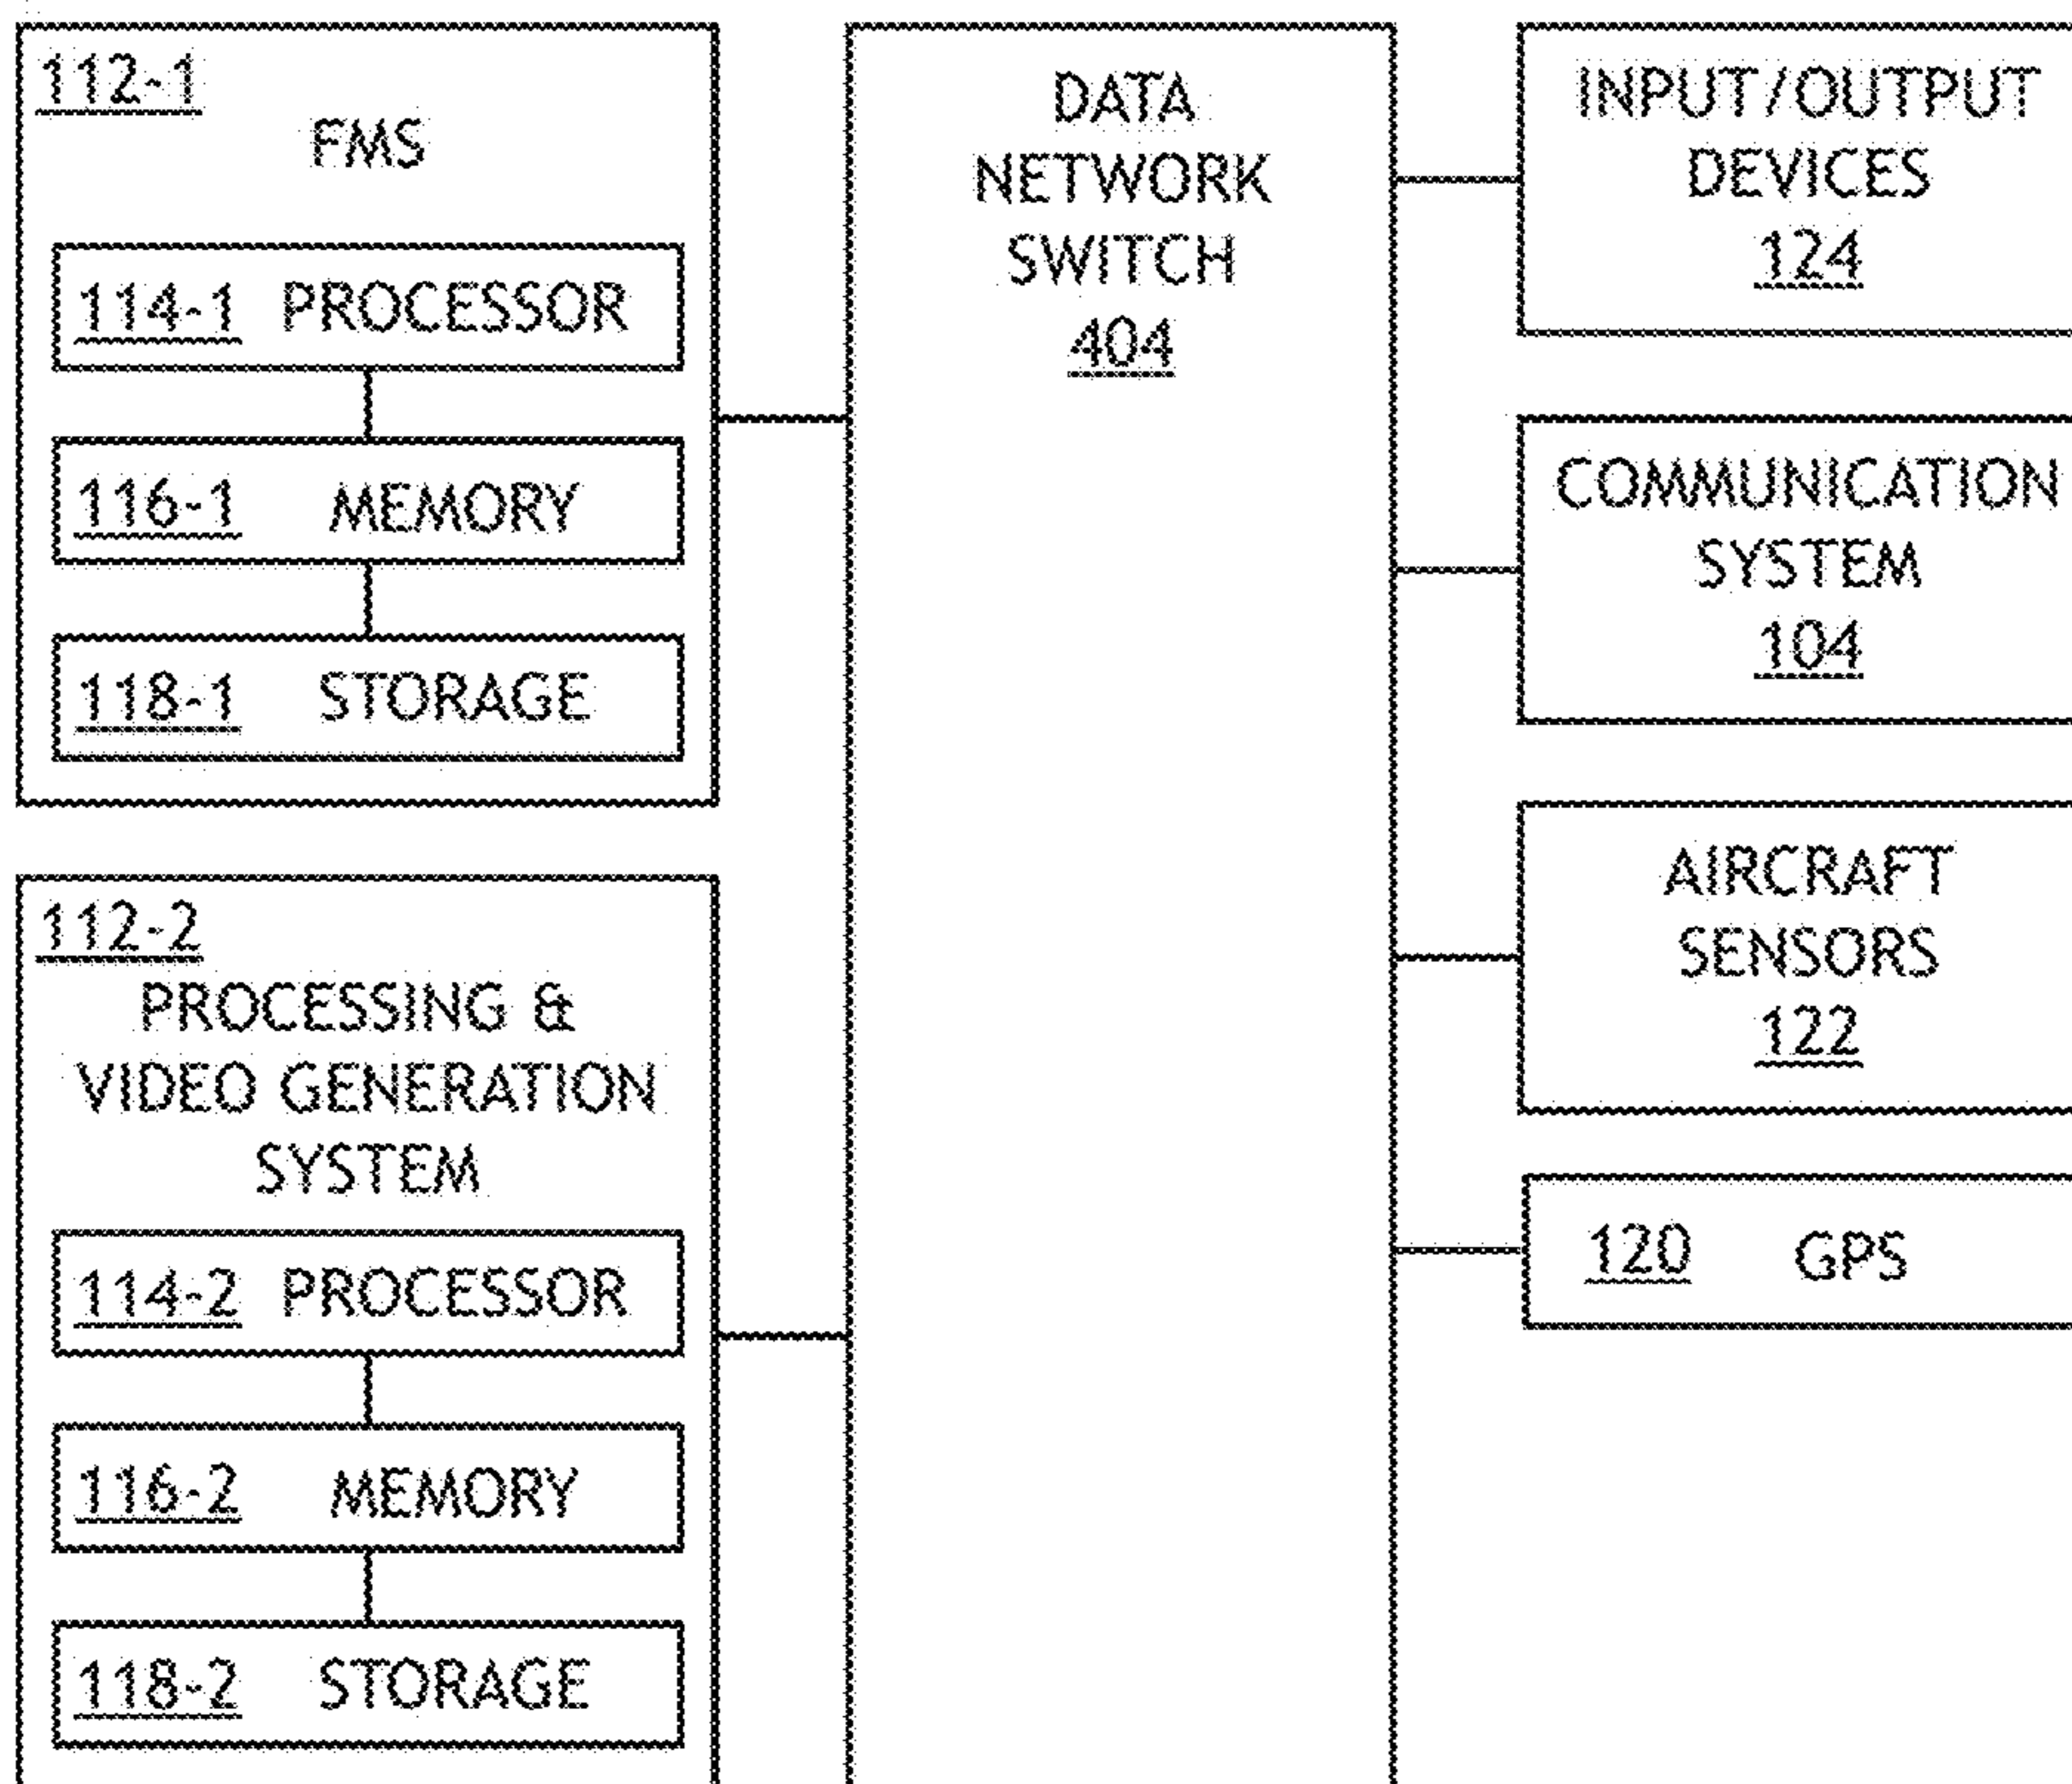 112-1
FMS
114-1 PROCESSOR
116-1 MEMORY
118-1 STORAGE
112-2
PROCESSING &
VIDEO GENERATION
SYSTEM
114-2 PROCESSOR
116-2 MEMORY
118-2 STORAGE
DATA
NETWORK
SWITCH
404
INPUT/OUTPUT
DEVICES
124
COMMUNICATION
SYSTEM
104
AIRCRAFT
SENSORS
122
120 GPS